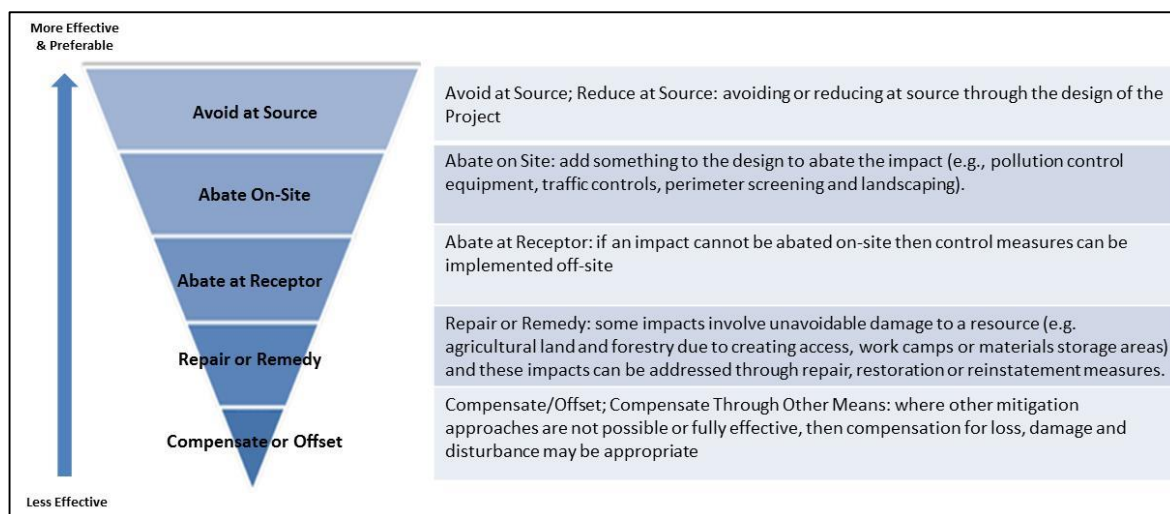 More Effective
& Preferable
Avoid at Source
Avoid at Source; Reduce at Source: avoiding or reducing at source through the design of the
Project
Abate On-Site
Abate on Site: add something to the design to abate the impact (e.g., pollution control
equipment, traffic controls, perimeter screening and landscaping).
Abate at Receptor
Abate at Receptor: if an impact cannot be abated on-site then control measures can be
implemented off-site
Repair or Remedy
Repair or Remedy: some impacts involve unavoidable damage to a resource (e.g.
agricultural land and forestry due to creating access, work camps or materials storage areas)
and these impacts can be addressed through repair, restoration or reinstatement measures.
Compensate or Offset
Compensate/Offset; Compensate Through Other Means: where other mitigation
approaches are not possible or fully effective, then compensation for loss, damage and
disturbance may be appropriate
Less Effective